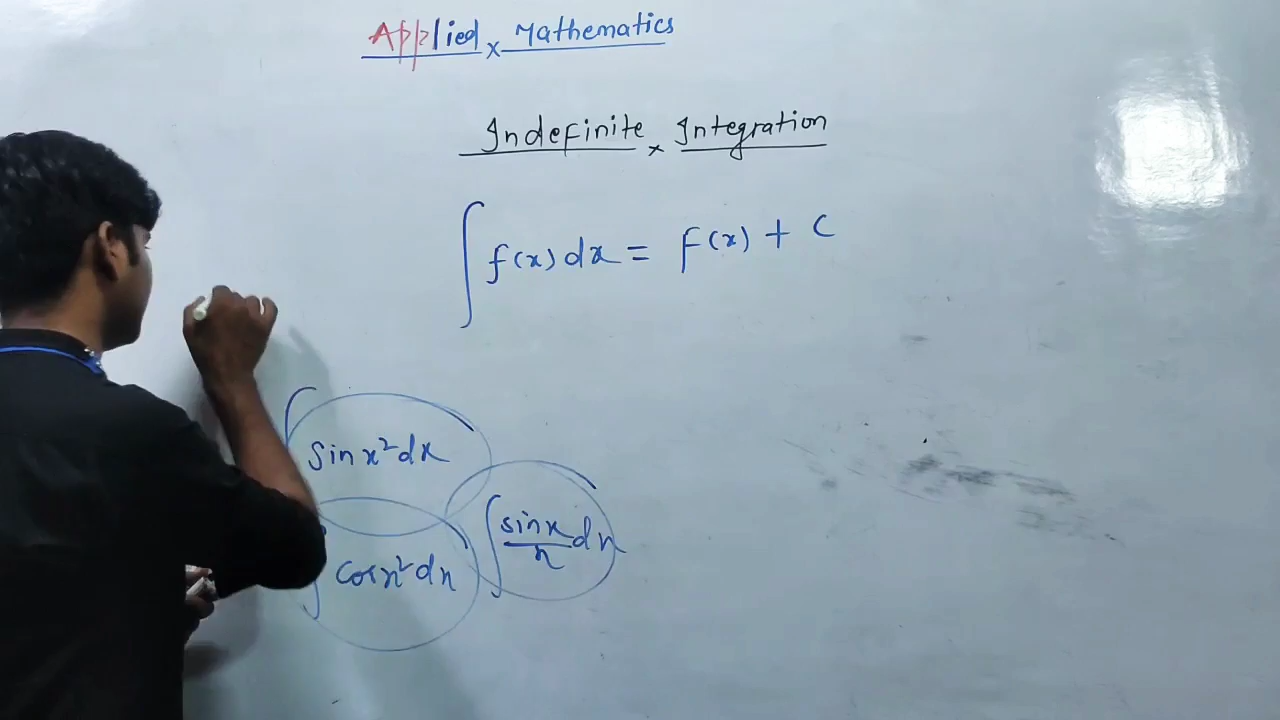 Applied × Mathematics
Indefinite × Integration
∫ f(x) dx = F(x) + C
∫ sin x² dx
∫ sin x / x dx
∫ cos x² dx